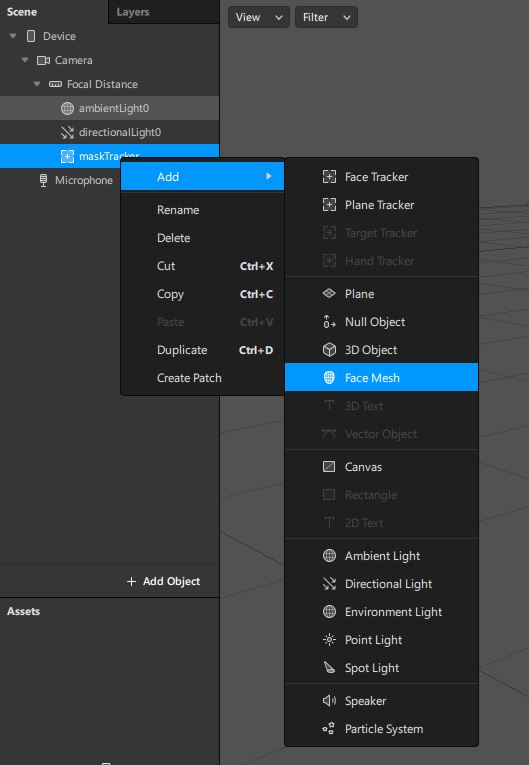 Scene
Layers
View
Filter
Device
Camera
Focal Distance
ambientLight0
directionalLight0
maskTracker
Microphone
Add
Rename
Delete
Cut Ctrl+X
Copy Ctrl+C
Paste Ctrl+V
Duplicate Ctrl+D
Create Patch
Face Tracker
Plane Tracker
Target Tracker
Hand Tracker
Plane
Null Object
3D Object
Face Mesh
3D Text
Vector Object
Canvas
Rectangle
2D Text
Ambient Light
Directional Light
Environment Light
Point Light
Spot Light
Speaker
Particle System
+ Add Object
Assets